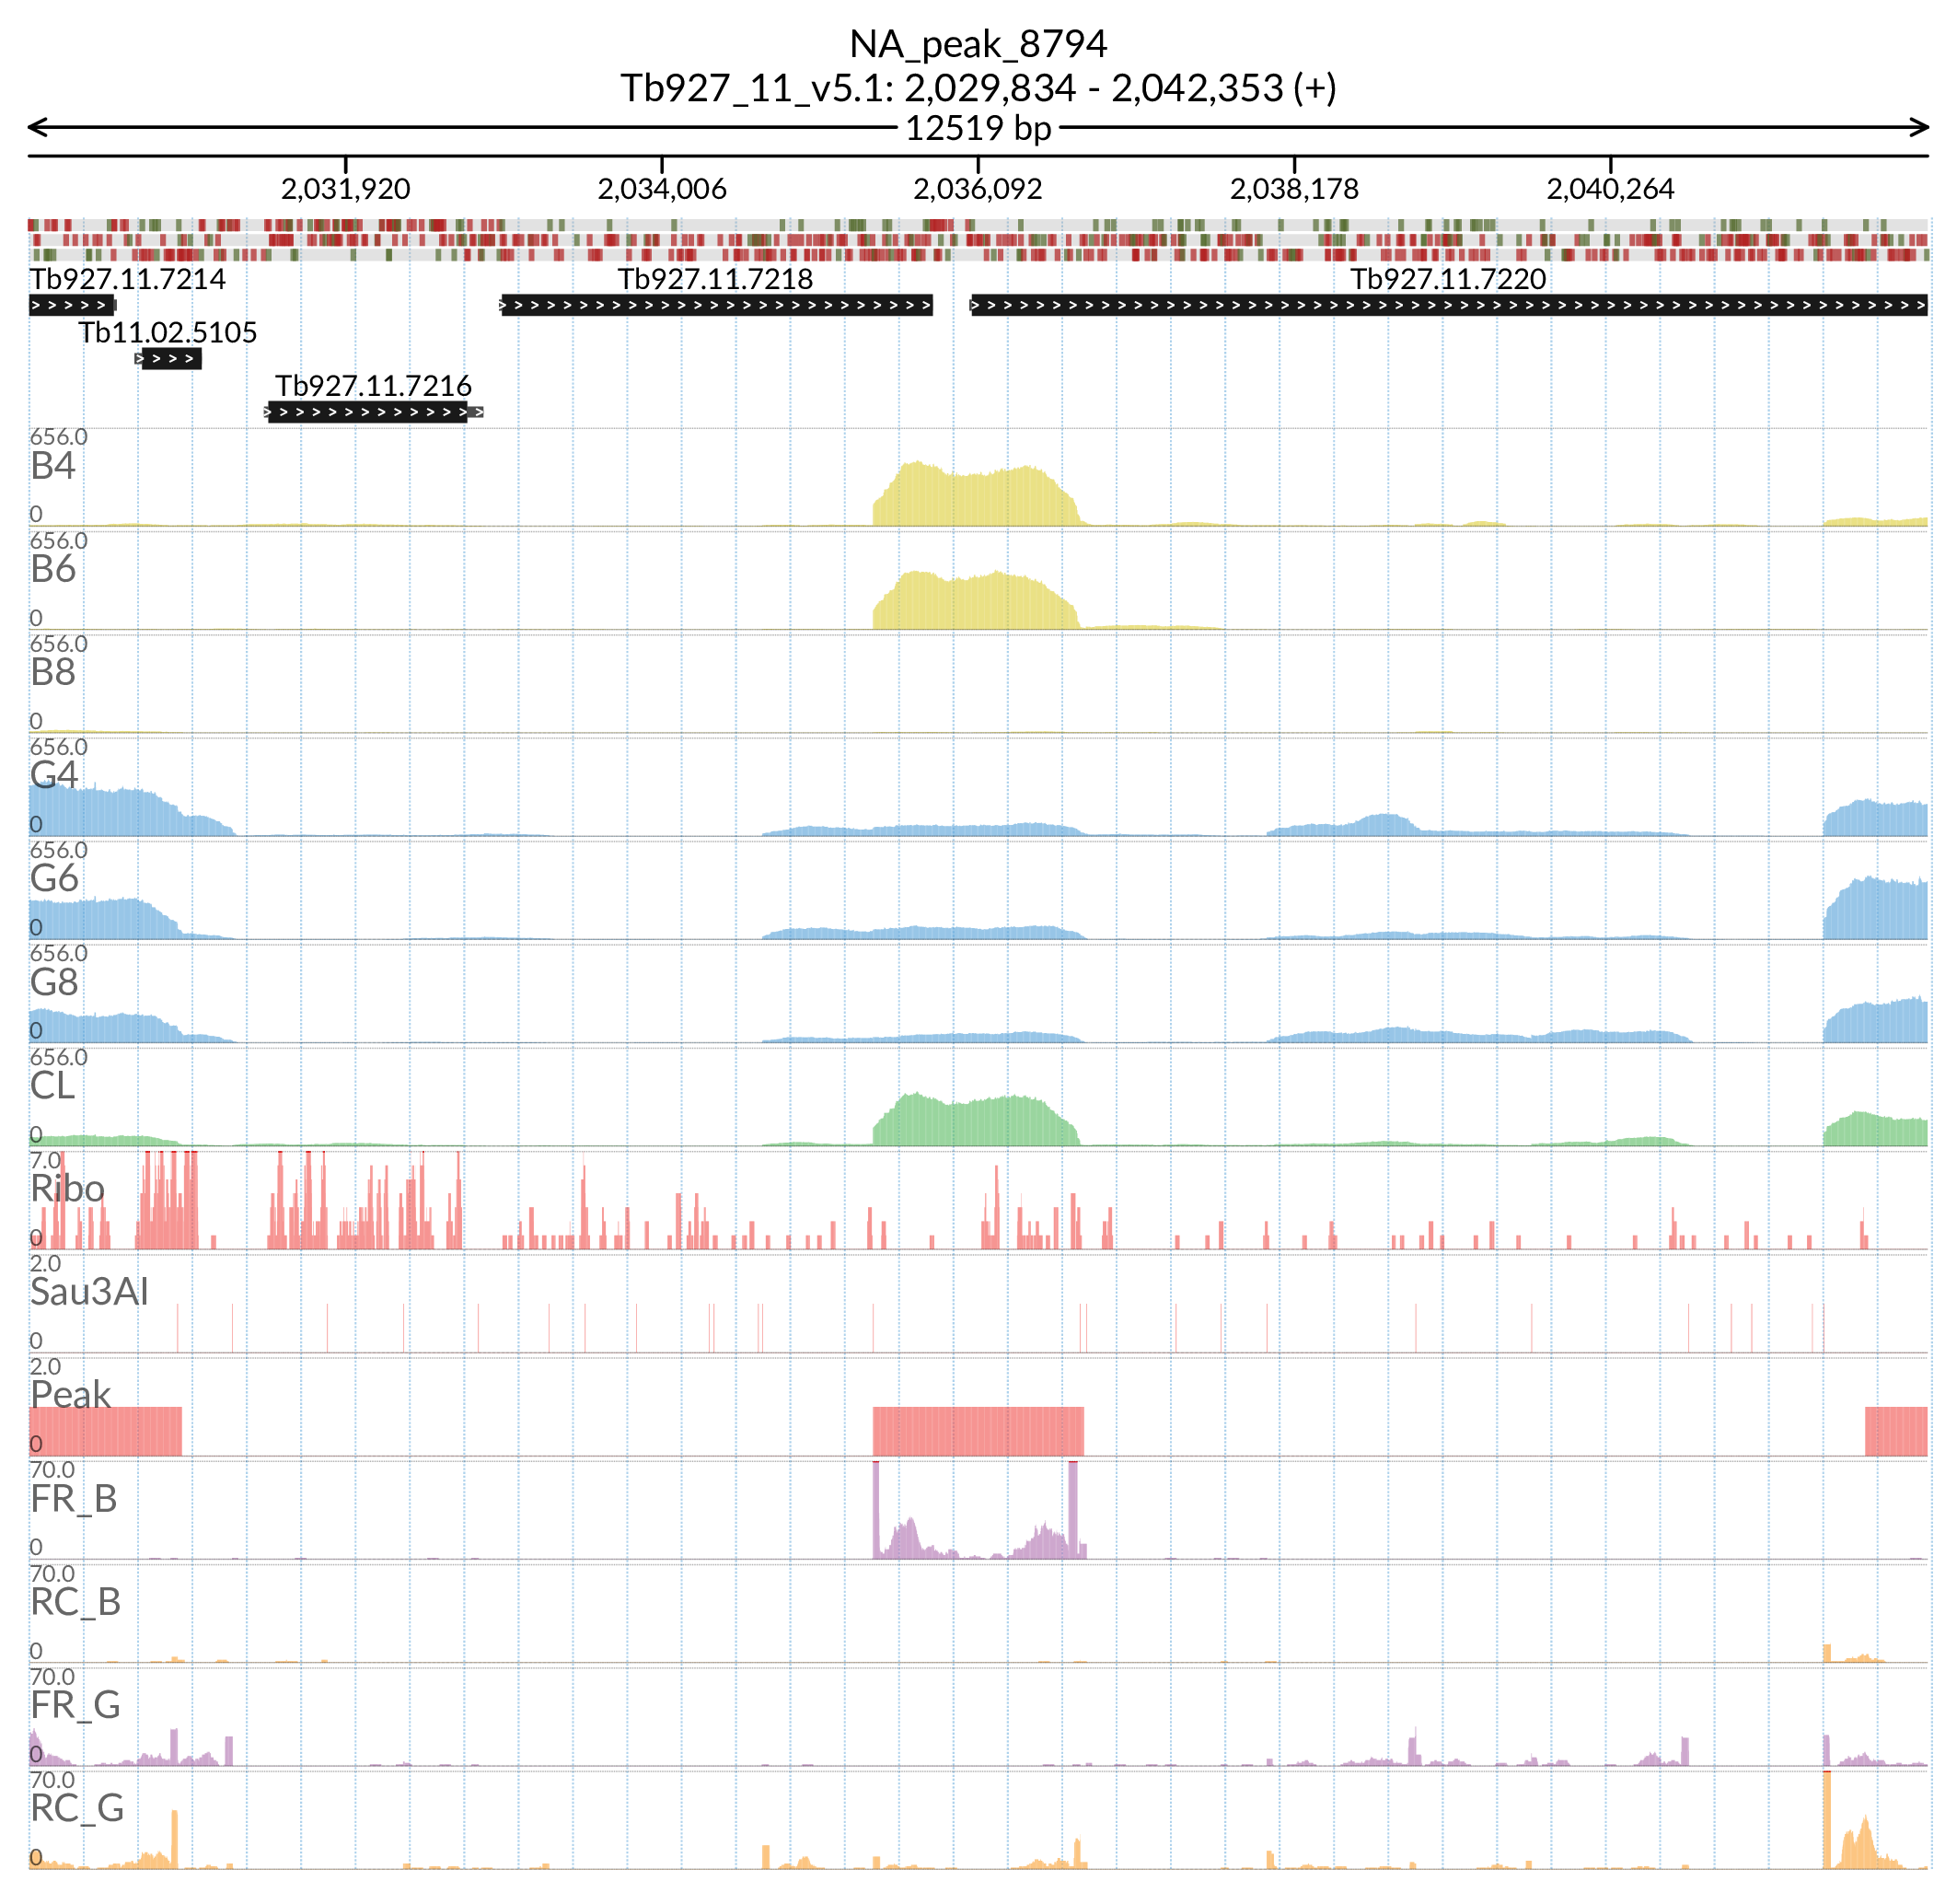 NA_peak_8794
Tb927_11_v5.1: 2,029,834 - 2,042,353 (+)
12519 bp
2,031,920 2,034,006 2,036,092 2,038,178 2,040,264
Tb927.11.7214 Tb927.11.7218 Tb927.11.7220
Tb11.02.5105
Tb927.11.7216
656.0
B4
0
656.0
B6
0
656.0
B8
0
656.0
G4
0
656.0
G6
0
656.0
G8
0
656.0
CL
0
7.0
Ribo
0
2.0
Sau3AI
0
2.0
Peak
0
70.0
FR_B
0
70.0
RC_B
0
70.0
FR_G
0
70.0
RC_G
0